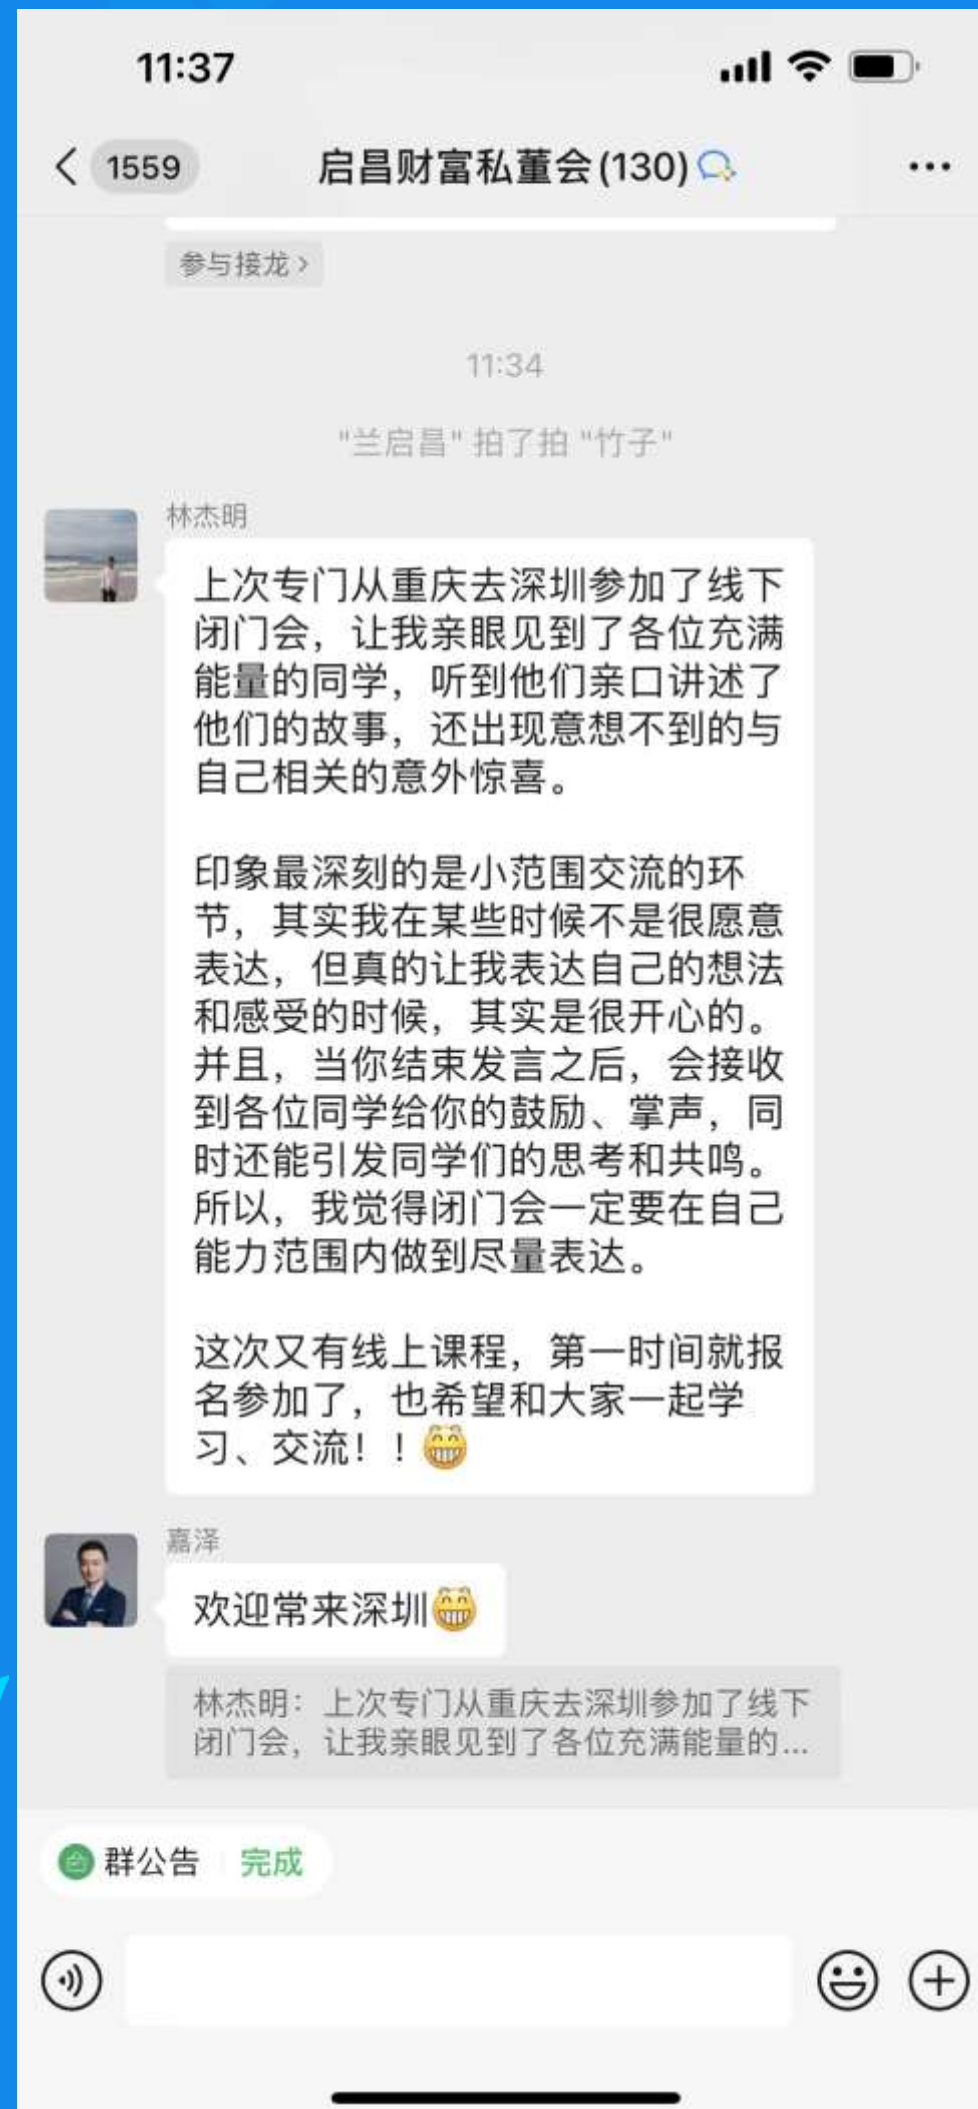 11:37
1559
启昌财富私董会(130)
参与接龙
11:34
"兰启昌" 拍了拍 "竹子"
林杰明
上次专门从重庆去深圳参加了线下
闭门会，让我亲眼见到了各位充满
能量的同学，听到他们亲口讲述了
他们的故事，还出现意想不到的与
自己相关的意外惊喜。
印象最深刻的是小范围交流的环
节，其实我在某些时候不是很愿意
表达，但真的让我表达自己的想法
和感受的时候，其实是很开心的。
并且，当你结束发言之后，会接收
到各位同学给你的鼓励、掌声，同
时还能引发同学们的思考和共鸣。
所以，我觉得闭门会一定要在自己
能力范围内做到尽量表达。
这次又有线上课程，第一时间就报
名参加了，也希望和大家一起学
习、交流！！😁
嘉泽
欢迎常来深圳😁
林杰明：上次专门从重庆去深圳参加了线下
闭门会，让我亲眼见到了各位充满能量的...
群公告 完成